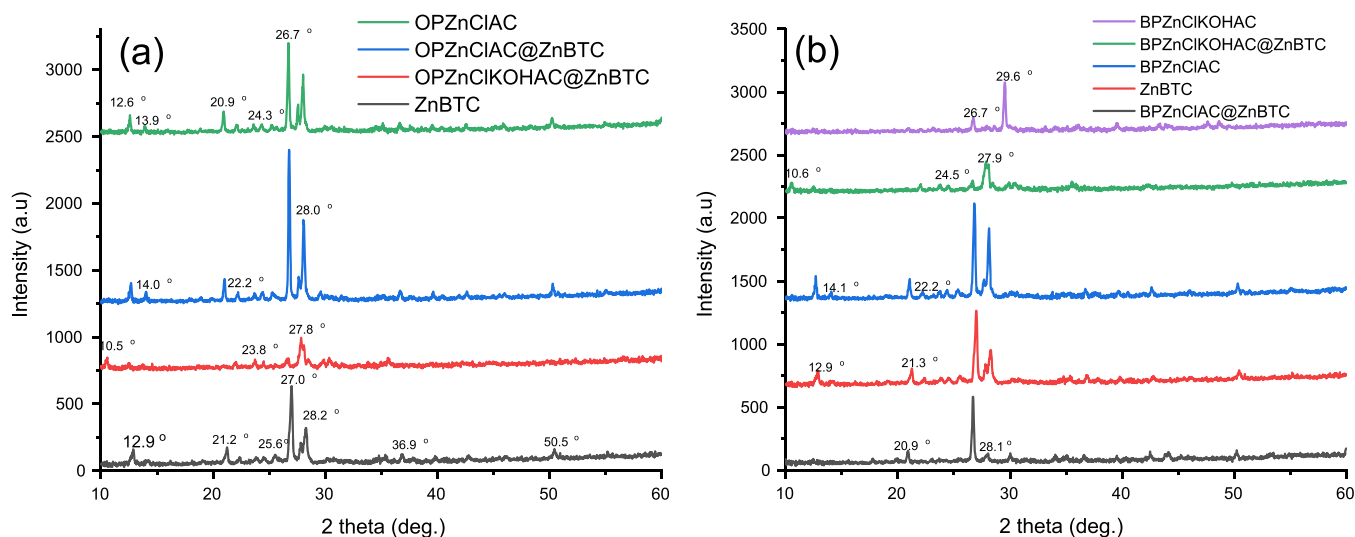 (a)
OPZnClAC
OPZnClAC@ZnBTC
OPZnClKOHAC@ZnBTC
ZnBTC
3000
2500
2000
1500
1000
500
0
Intensity (a.u)
12.6 °
13.9 °
20.9 °
24.3 °
26.7 °
14.0 °
22.2 °
28.0 °
10.5 °
23.8 °
27.8 °
12.9 °
21.2 °
25.6°
27.0 °
28.2 °
36.9 °
50.5 °
10 20 30 40 50 60
2 theta (deg.)
(b)
BPZnClKOHAC
BPZnClKOHAC@ZnBTC
BPZnClAC
ZnBTC
BPZnClAC@ZnBTC
3500
3000
2500
2000
1500
1000
500
0
Intensity (a.u)
26.7 °
29.6 °
10.6 °
24.5 °
27.9 °
14.1 °
22.2 °
12.9 °
21.3 °
20.9 °
28.1 °
10 20 30 40 50 60
2 theta (deg.)